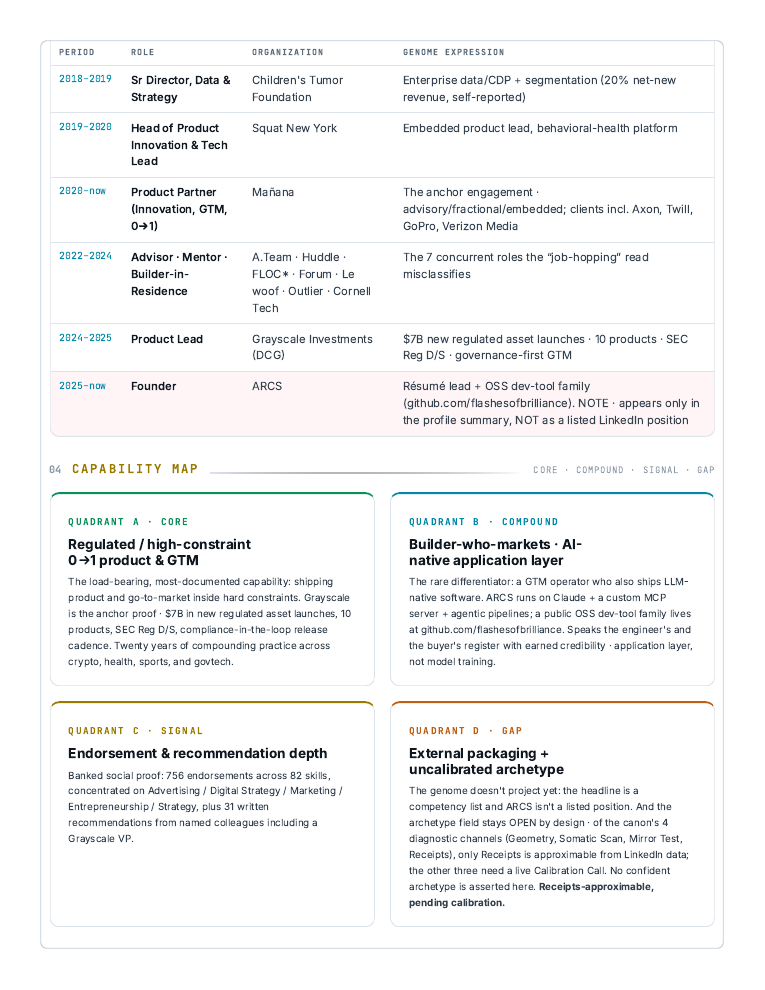 PERIOD ROLE ORGANIZATION GENOME EXPRESSION
2018–2019 Sr Director, Data & Strategy Children's Tumor Foundation Enterprise data/CDP + segmentation (20% net-new revenue, self-reported)
2019–2020 Head of Product Innovation & Tech Lead Squat New York Embedded product lead, behavioral-health platform
2020–now Product Partner (Innovation, GTM, 0→1) Mañana The anchor engagement · advisory/fractional/embedded; clients incl. Axon, Twill, GoPro, Verizon Media
2022–2024 Advisor · Mentor · Builder-in-Residence A.Team · Huddle · FLOC* · Forum · Le woof · Outlier · Cornell Tech The 7 concurrent roles the “job-hopping” read misclassifies
2024–2025 Product Lead Grayscale Investments (DCG) $7B new regulated asset launches · 10 products · SEC Reg D/S · governance-first GTM
2025–now Founder ARCS Résumé lead + OSS dev-tool family (github.com/flashesofbrilliance). NOTE · appears only in the profile summary, NOT as a listed LinkedIn position
04 CAPABILITY MAP CORE · COMPOUND · SIGNAL · GAP
QUADRANT A · CORE
Regulated / high-constraint
0→1 product & GTM
The load-bearing, most-documented capability: shipping
product and go-to-market inside hard constraints. Grayscale
is the anchor proof · $7B in new regulated asset launches, 10
products, SEC Reg D/S, compliance-in-the-loop release
cadence. Twenty years of compounding practice across
crypto, health, sports, and govtech.
QUADRANT B · COMPOUND
Builder-who-markets · AI-
native application layer
The rare differentiator: a GTM operator who also ships LLM-
native software. ARCS runs on Claude + a custom MCP
server + agentic pipelines; a public OSS dev-tool family lives
at github.com/flashesofbrilliance. Speaks the engineer's and
the buyer's register with earned credibility · application layer,
not model training.
QUADRANT C · SIGNAL
Endorsement & recommendation depth
Banked social proof: 756 endorsements across 82 skills,
concentrated on Advertising / Digital Strategy / Marketing /
Entrepreneurship / Strategy, plus 31 written
recommendations from named colleagues including a
Grayscale VP.
QUADRANT D · GAP
External packaging +
uncalibrated archetype
The genome doesn't project yet: the headline is a
competency list and ARCS isn't a listed position. And the
archetype field stays OPEN by design · of the canon's 4
diagnostic channels (Geometry, Somatic Scan, Mirror Test,
Receipts), only Receipts is approximable from LinkedIn data;
the other three need a live Calibration Call. No confident
archetype is asserted here. Receipts-approximable,
pending calibration.